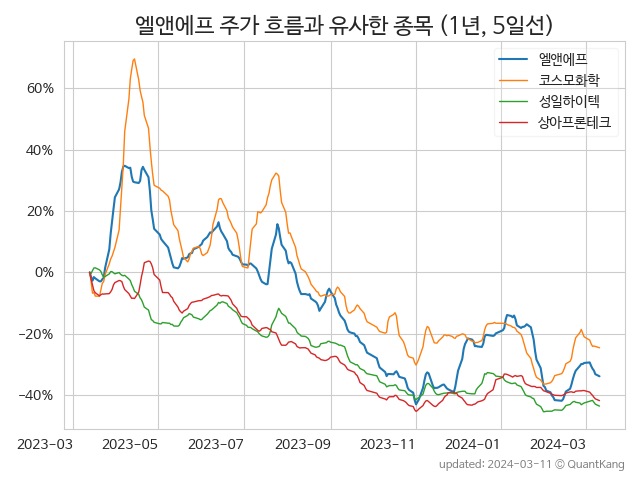 엘앤에프 주가 흐름과 유사한 종목 (1년, 5일선)
엘앤에프
코스모화학
성일하이텍
상아프론테크
60%
40%
20%
0%
−20%
−40%
2023-03
2023-05
2023-07
2023-09
2023-11
2024-01
2024-03
updated: 2024-03-11 © QuantKang